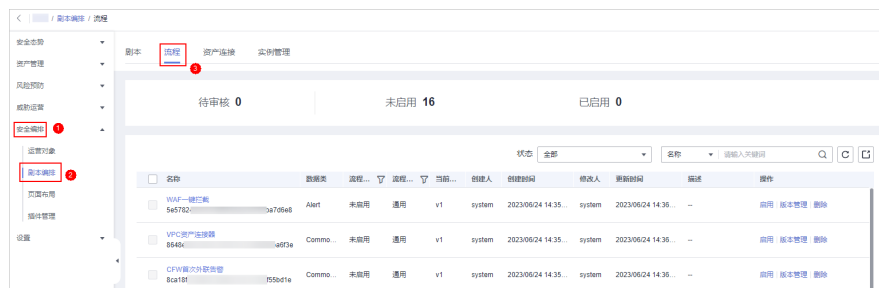 < / 剧本编排 / 流程
安全态势
资产管理
风险预防
威胁运营
安全编排 1
运营对象
剧本编排 2
页面布局
插件管理
设置
剧本 流程 资产连接 实例管理
3
待审核 0 未启用 16 已启用 0
状态 全部 名称 请输入关键词
名称 数据类 流程... 流程... 当前... 创建人 创建时间 修改人 更新时间 描述 操作
WAF一键拦截
5e5782 ba7d6e8 Alert 未启用 通用 v1 system 2023/06/24 14:35... system 2023/06/24 14:36... -- 启用 版本管理 删除
VPC资产连接器
8648 a6f3e Commo... 未启用 通用 v1 system 2023/06/24 14:35... system 2023/06/24 14:36... -- 启用 版本管理 删除
CFW首次外联告警
8ca18f f55bd1e Commo... 未启用 通用 v1 system 2023/06/24 14:35... system 2023/06/24 14:36... -- 启用 版本管理 删除